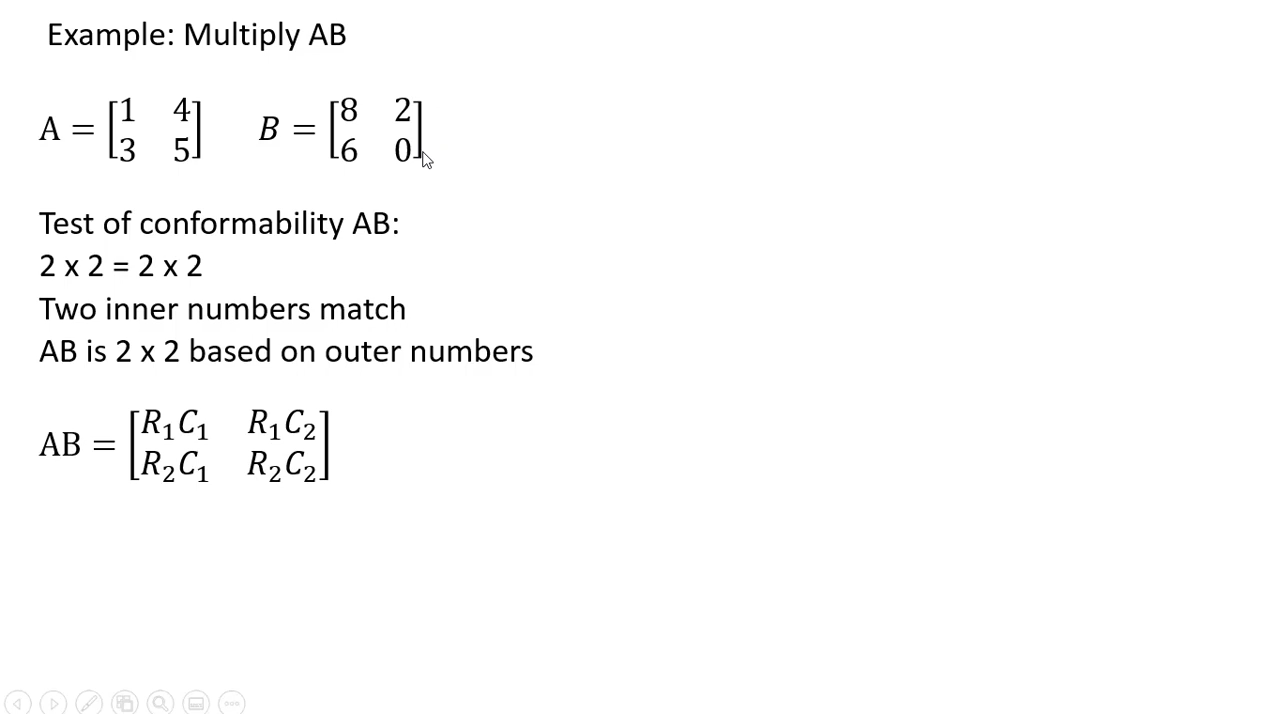 Example: Multiply AB
A = [1 4
3 5] B = [8 2
6 0]
Test of conformability AB:
2 x 2 = 2 x 2
Two inner numbers match
AB is 2 x 2 based on outer numbers
AB = [R₁C₁ R₁C₂
R₂C₁ R₂C₂]